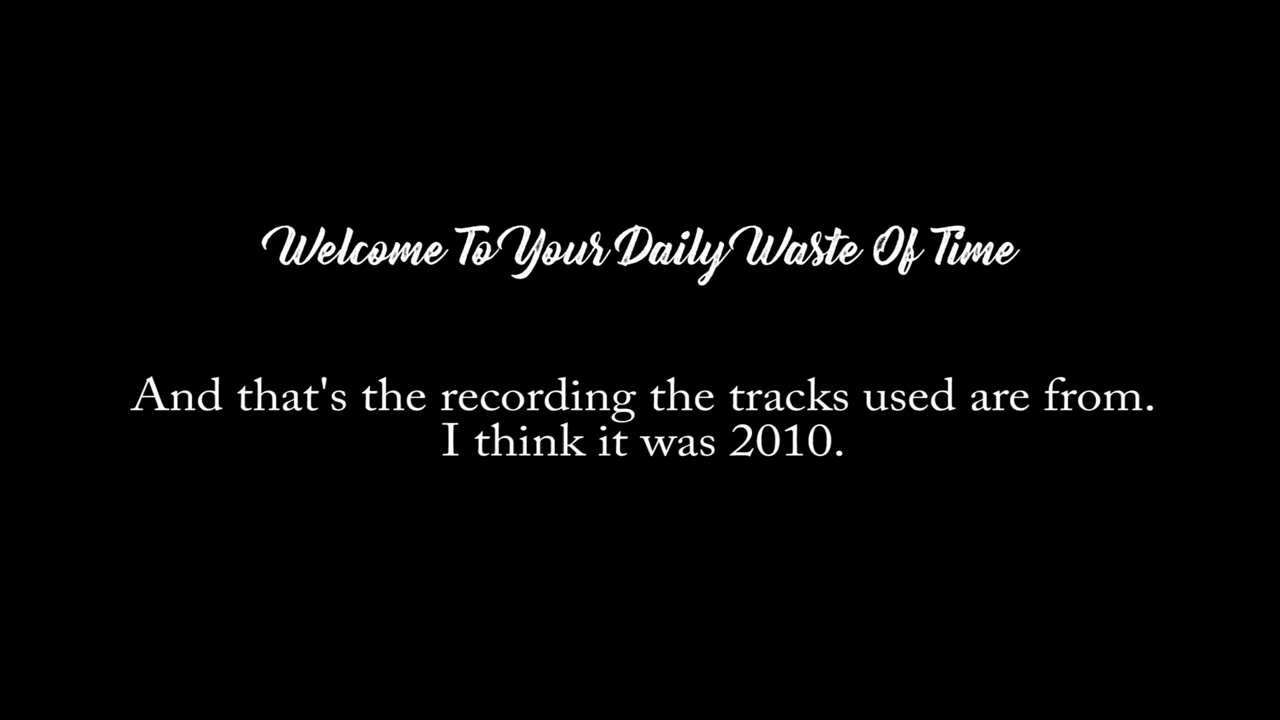 Welcome To Your Daily Waste Of Time
And that's the recording the tracks used are from.
I think it was 2010.